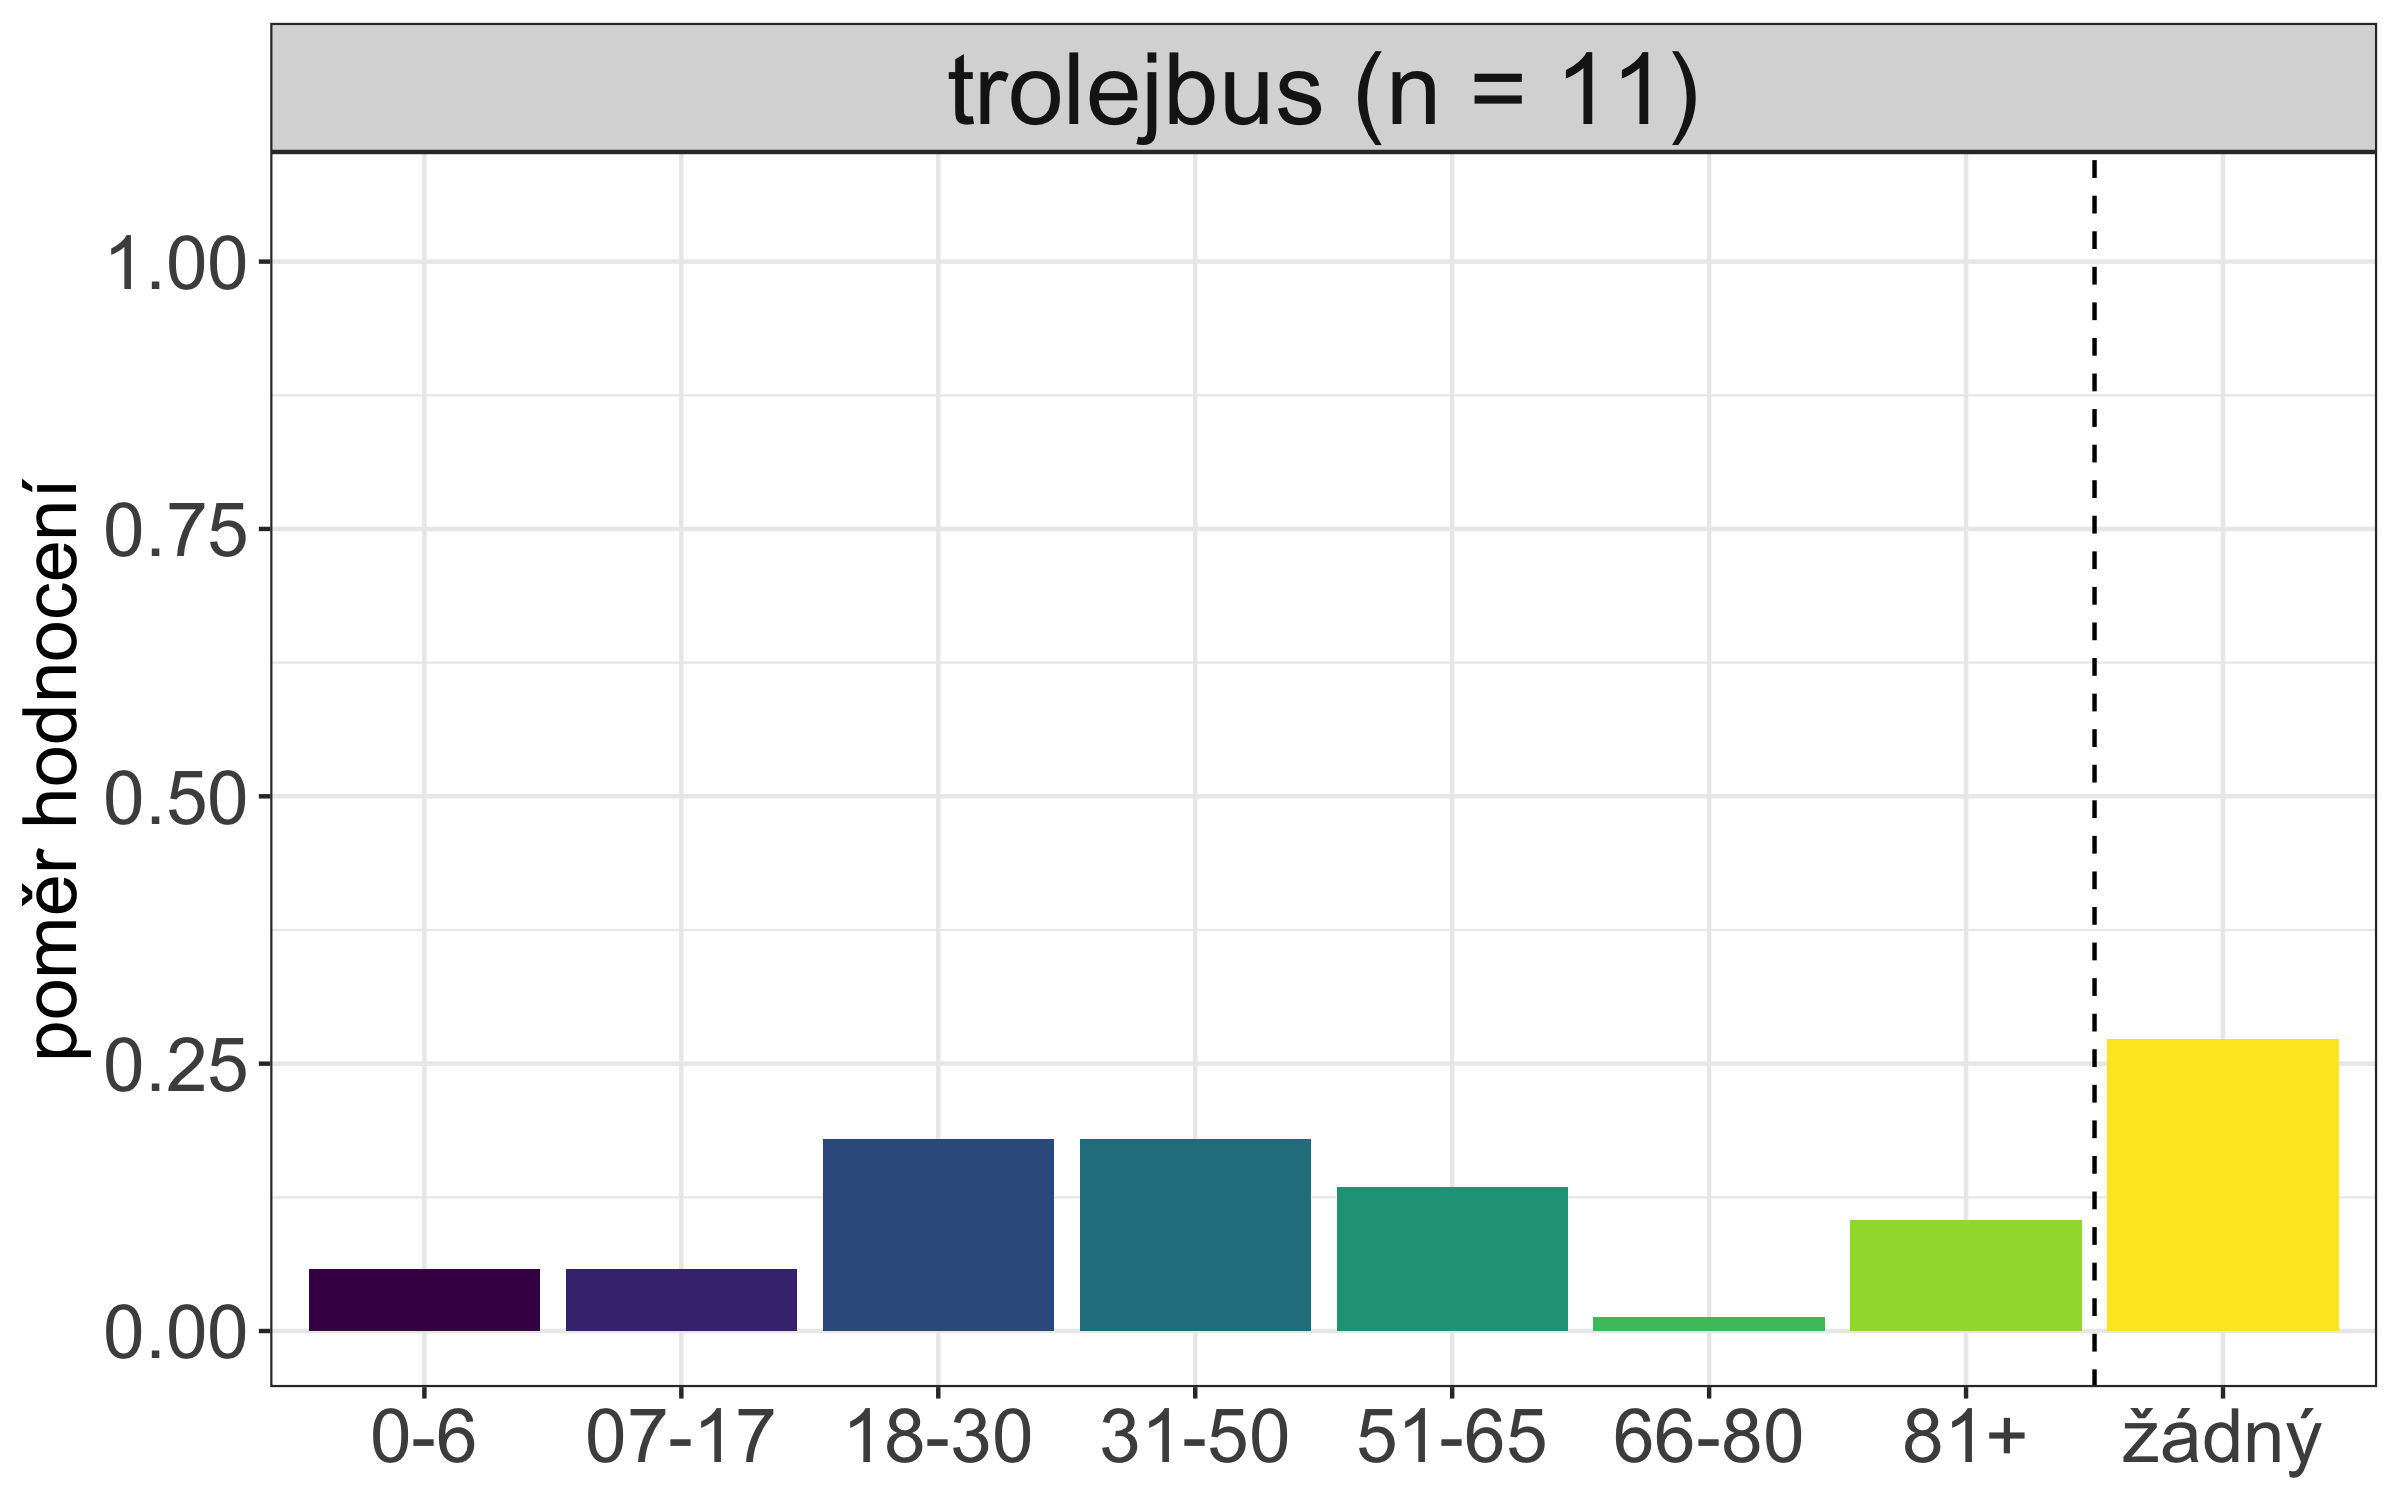 trolejbus (n = 11)
poměr hodnocení
1.00
0.75
0.50
0.25
0.00
0-6 07-17 18-30 31-50 51-65 66-80 81+ žádný